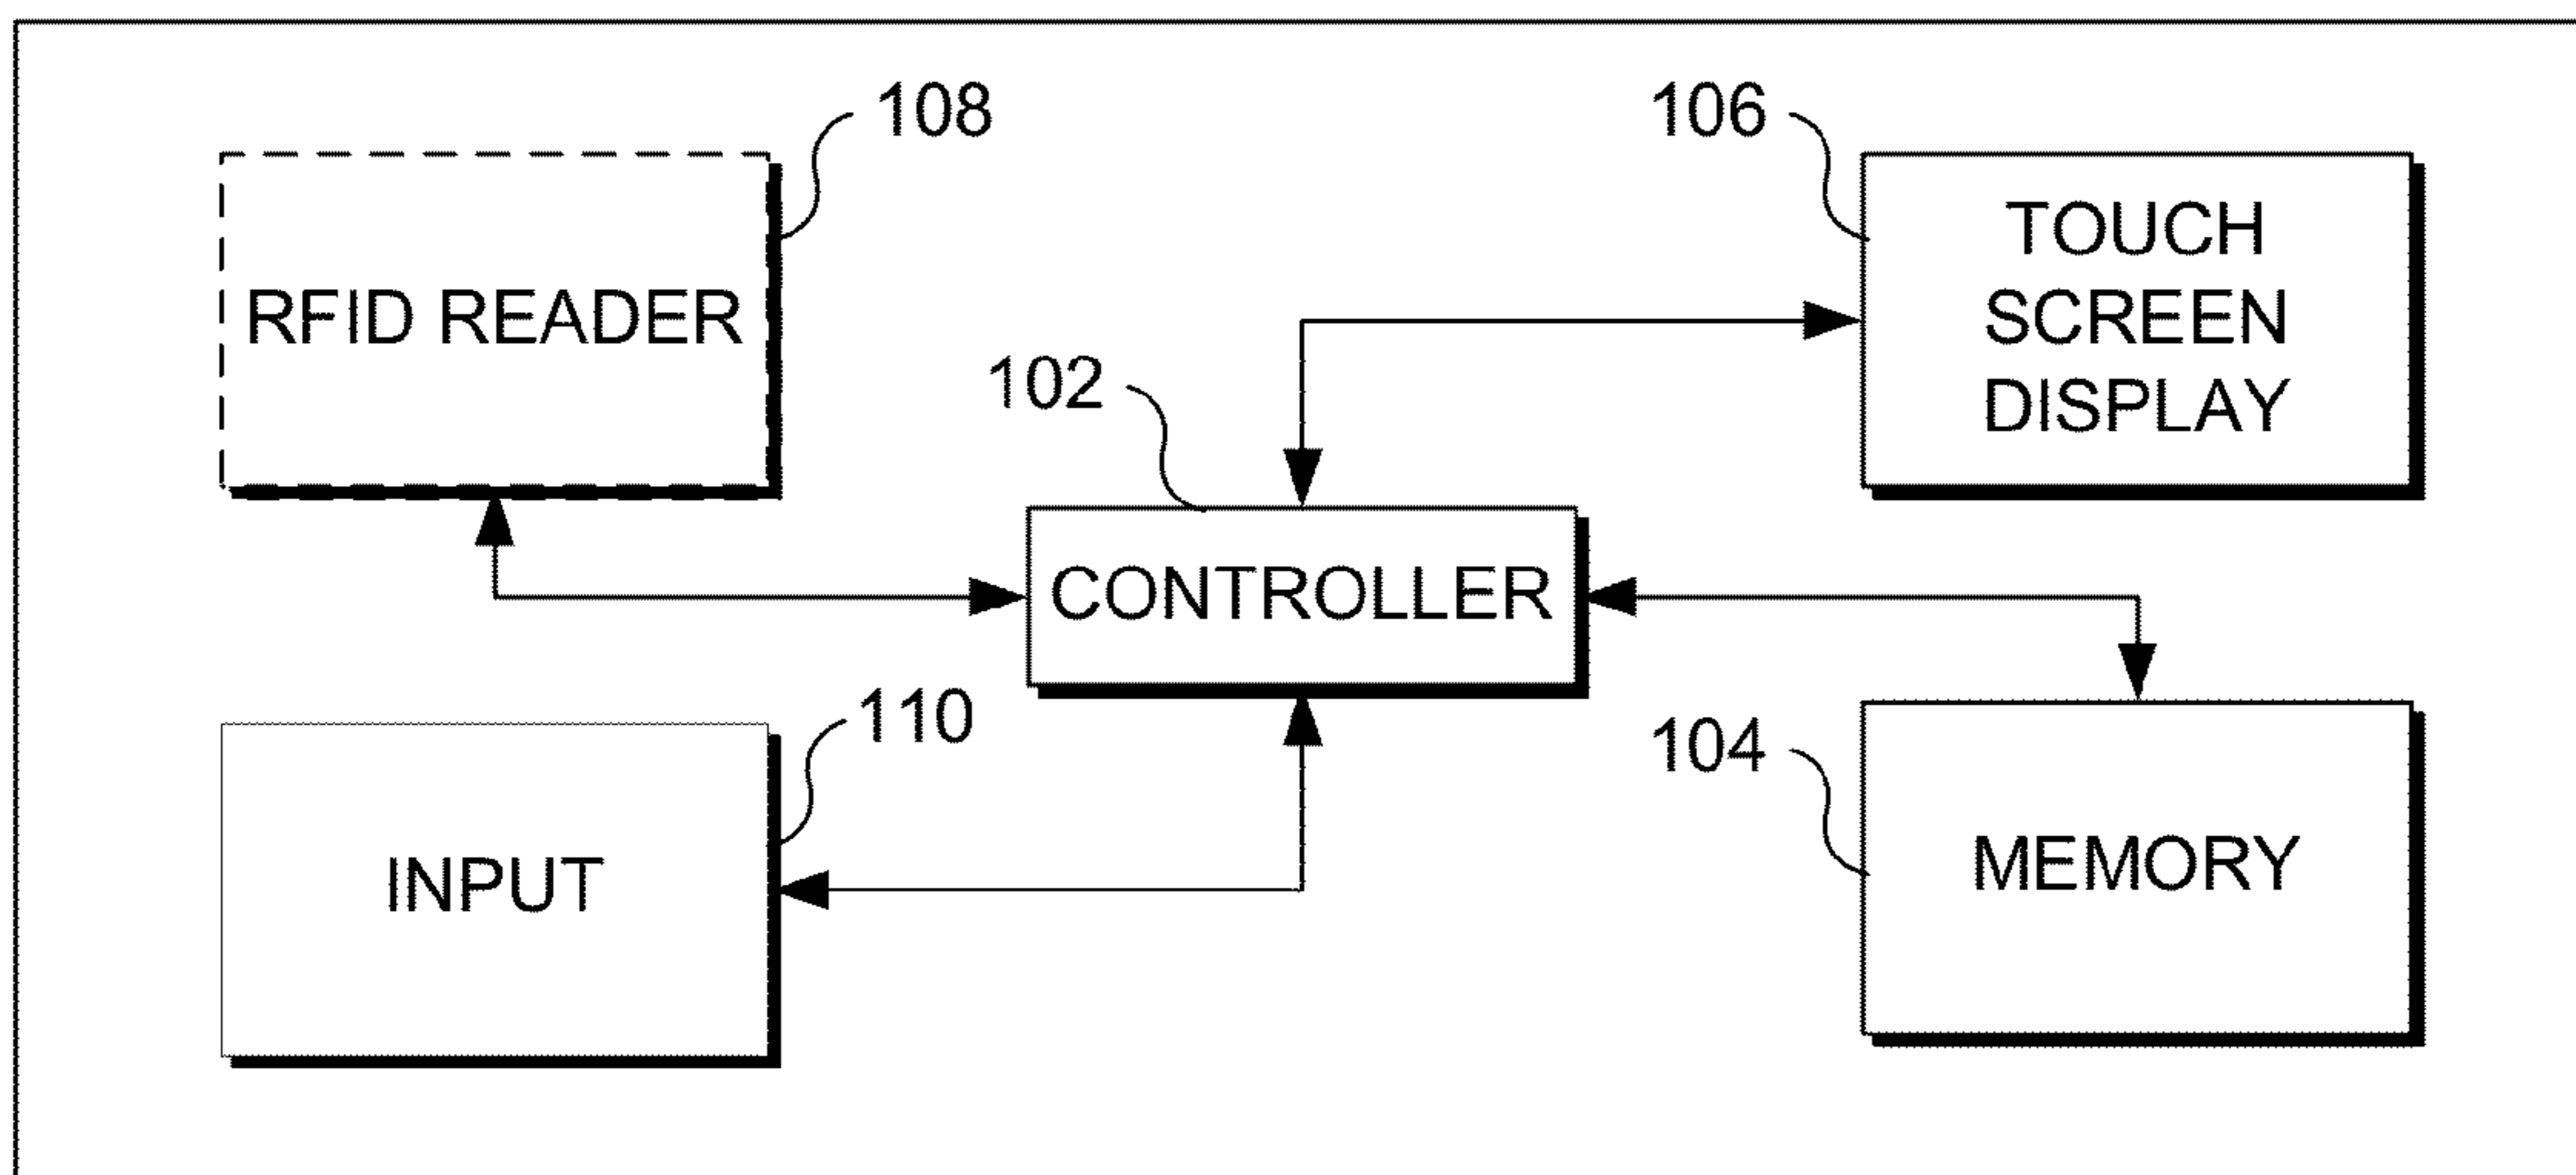 108
106
RFID READER
TOUCH
SCREEN
DISPLAY
102
CONTROLLER
110
104
INPUT
MEMORY